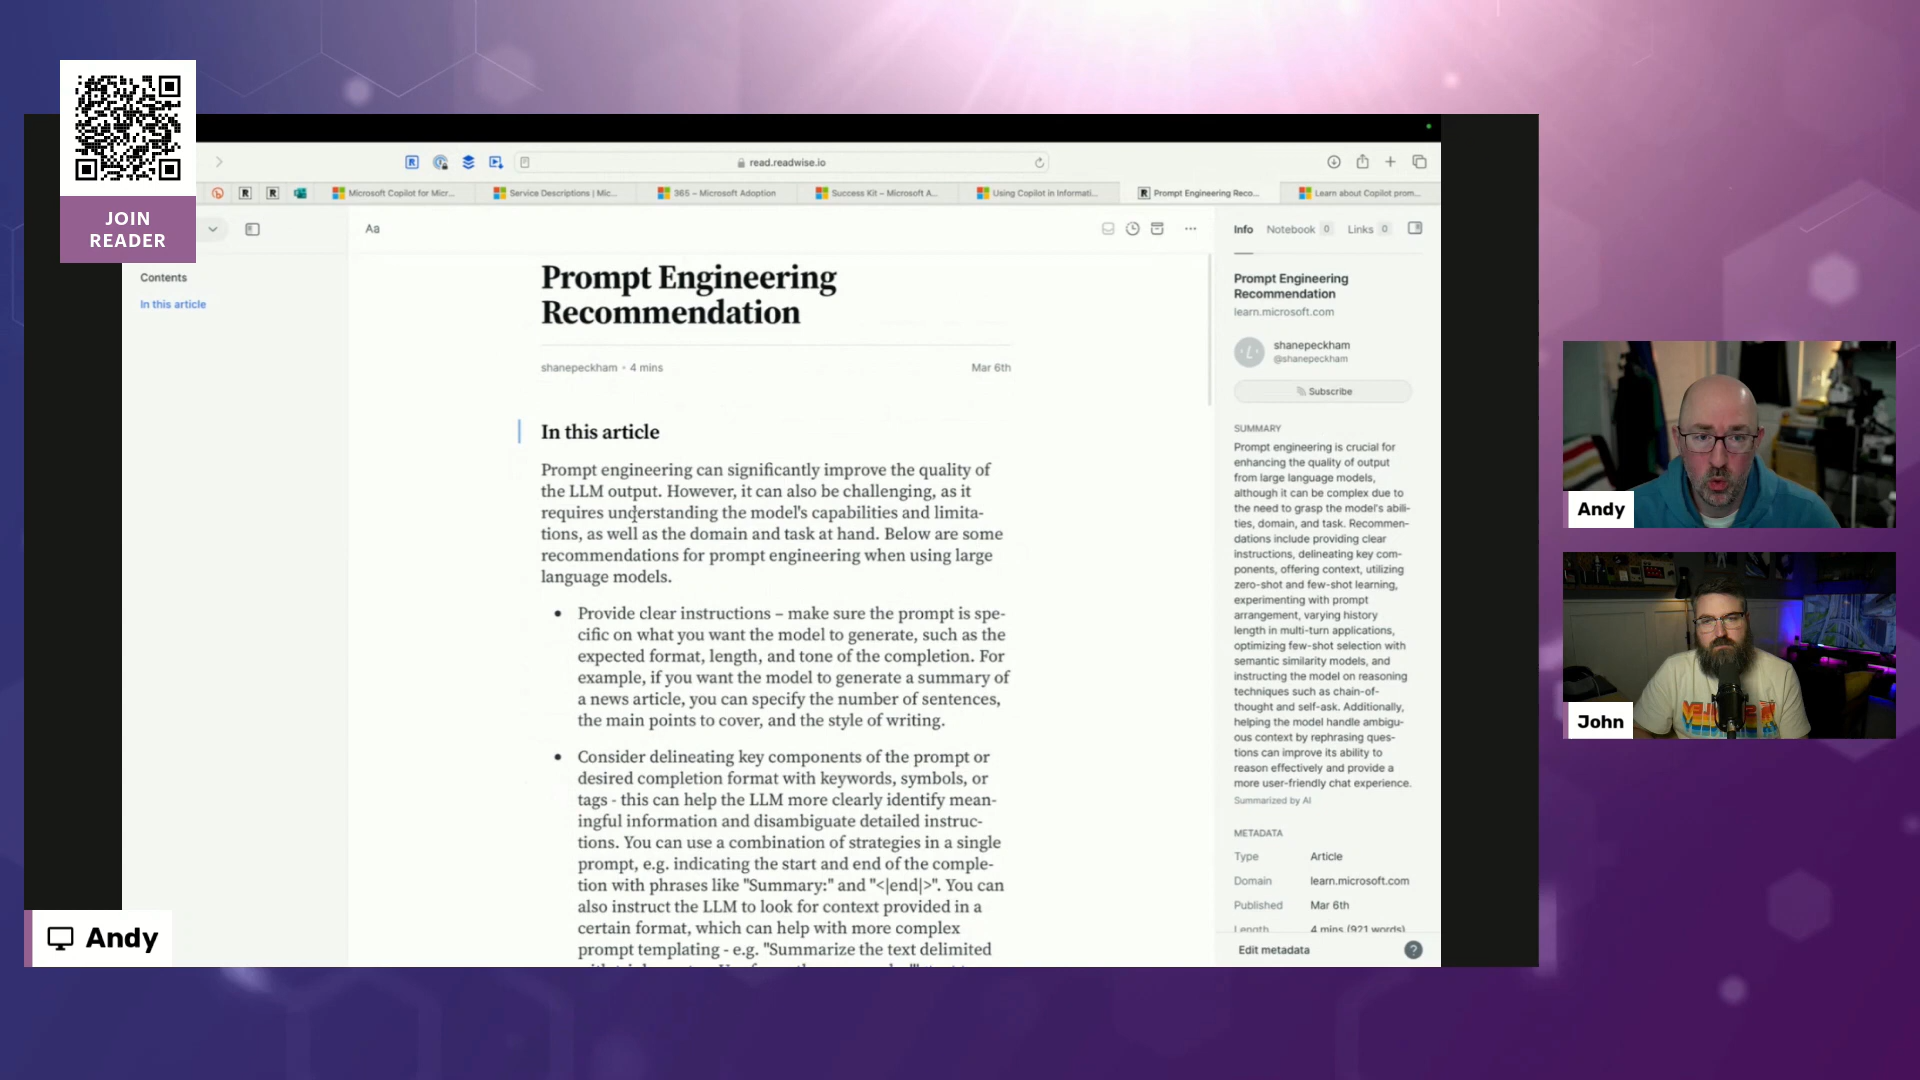 JOIN
READER
read.readwise.io
Microsoft Copilot for Micr...
Service Descriptions | Mic...
365 – Microsoft Adoption
Success Kit – Microsoft A...
Using Copilot in Informati...
Prompt Engineering Reco...
Learn about Copilot prom...
Aa
Contents
In this article
Prompt Engineering
Recommendation
shanepeckham • 4 mins
Mar 6th
In this article
Prompt engineering can significantly improve the quality of
the LLM output. However, it can also be challenging, as it
requires understanding the model's capabilities and limita-
tions, as well as the domain and task at hand. Below are some
recommendations for prompt engineering when using large
language models.
• Provide clear instructions – make sure the prompt is spe-
cific on what you want the model to generate, such as the
expected format, length, and tone of the completion. For
example, if you want the model to generate a summary of
a news article, you can specify the number of sentences,
the main points to cover, and the style of writing.
• Consider delineating key components of the prompt or
desired completion format with keywords, symbols, or
tags - this can help the LLM more clearly identify mean-
ingful information and disambiguate detailed instruc-
tions. You can use a combination of strategies in a single
prompt, e.g. indicating the start and end of the comple-
tion with phrases like "Summary:" and "<|end|>". You can
also instruct the LLM to look for context provided in a
certain format, which can help with more complex
prompt templating - e.g. "Summarize the text delimited
Info
Notebook 0
Links 0
Prompt Engineering
Recommendation
learn.microsoft.com
shanepeckham
@shanepeckham
Subscribe
SUMMARY
Prompt engineering is crucial for
enhancing the quality of output
from large language models,
although it can be complex due to
the need to grasp the model's abili-
ties, domain, and task. Recommen-
dations include providing clear
instructions, delineating key com-
ponents, offering context, utilizing
zero-shot and few-shot learning,
experimenting with prompt
arrangement, varying history
length in multi-turn applications,
optimizing few-shot selection with
semantic similarity models, and
instructing the model on reasoning
techniques such as chain-of-
thought and self-ask. Additionally,
helping the model handle ambigu-
ous context by rephrasing ques-
tions can improve its ability to
reason effectively and provide a
more user-friendly chat experience.
Summarized by AI
METADATA
Type Article
Domain learn.microsoft.com
Published Mar 6th
Length 4 mins (921 words)
Edit metadata
?
Andy
John
Andy